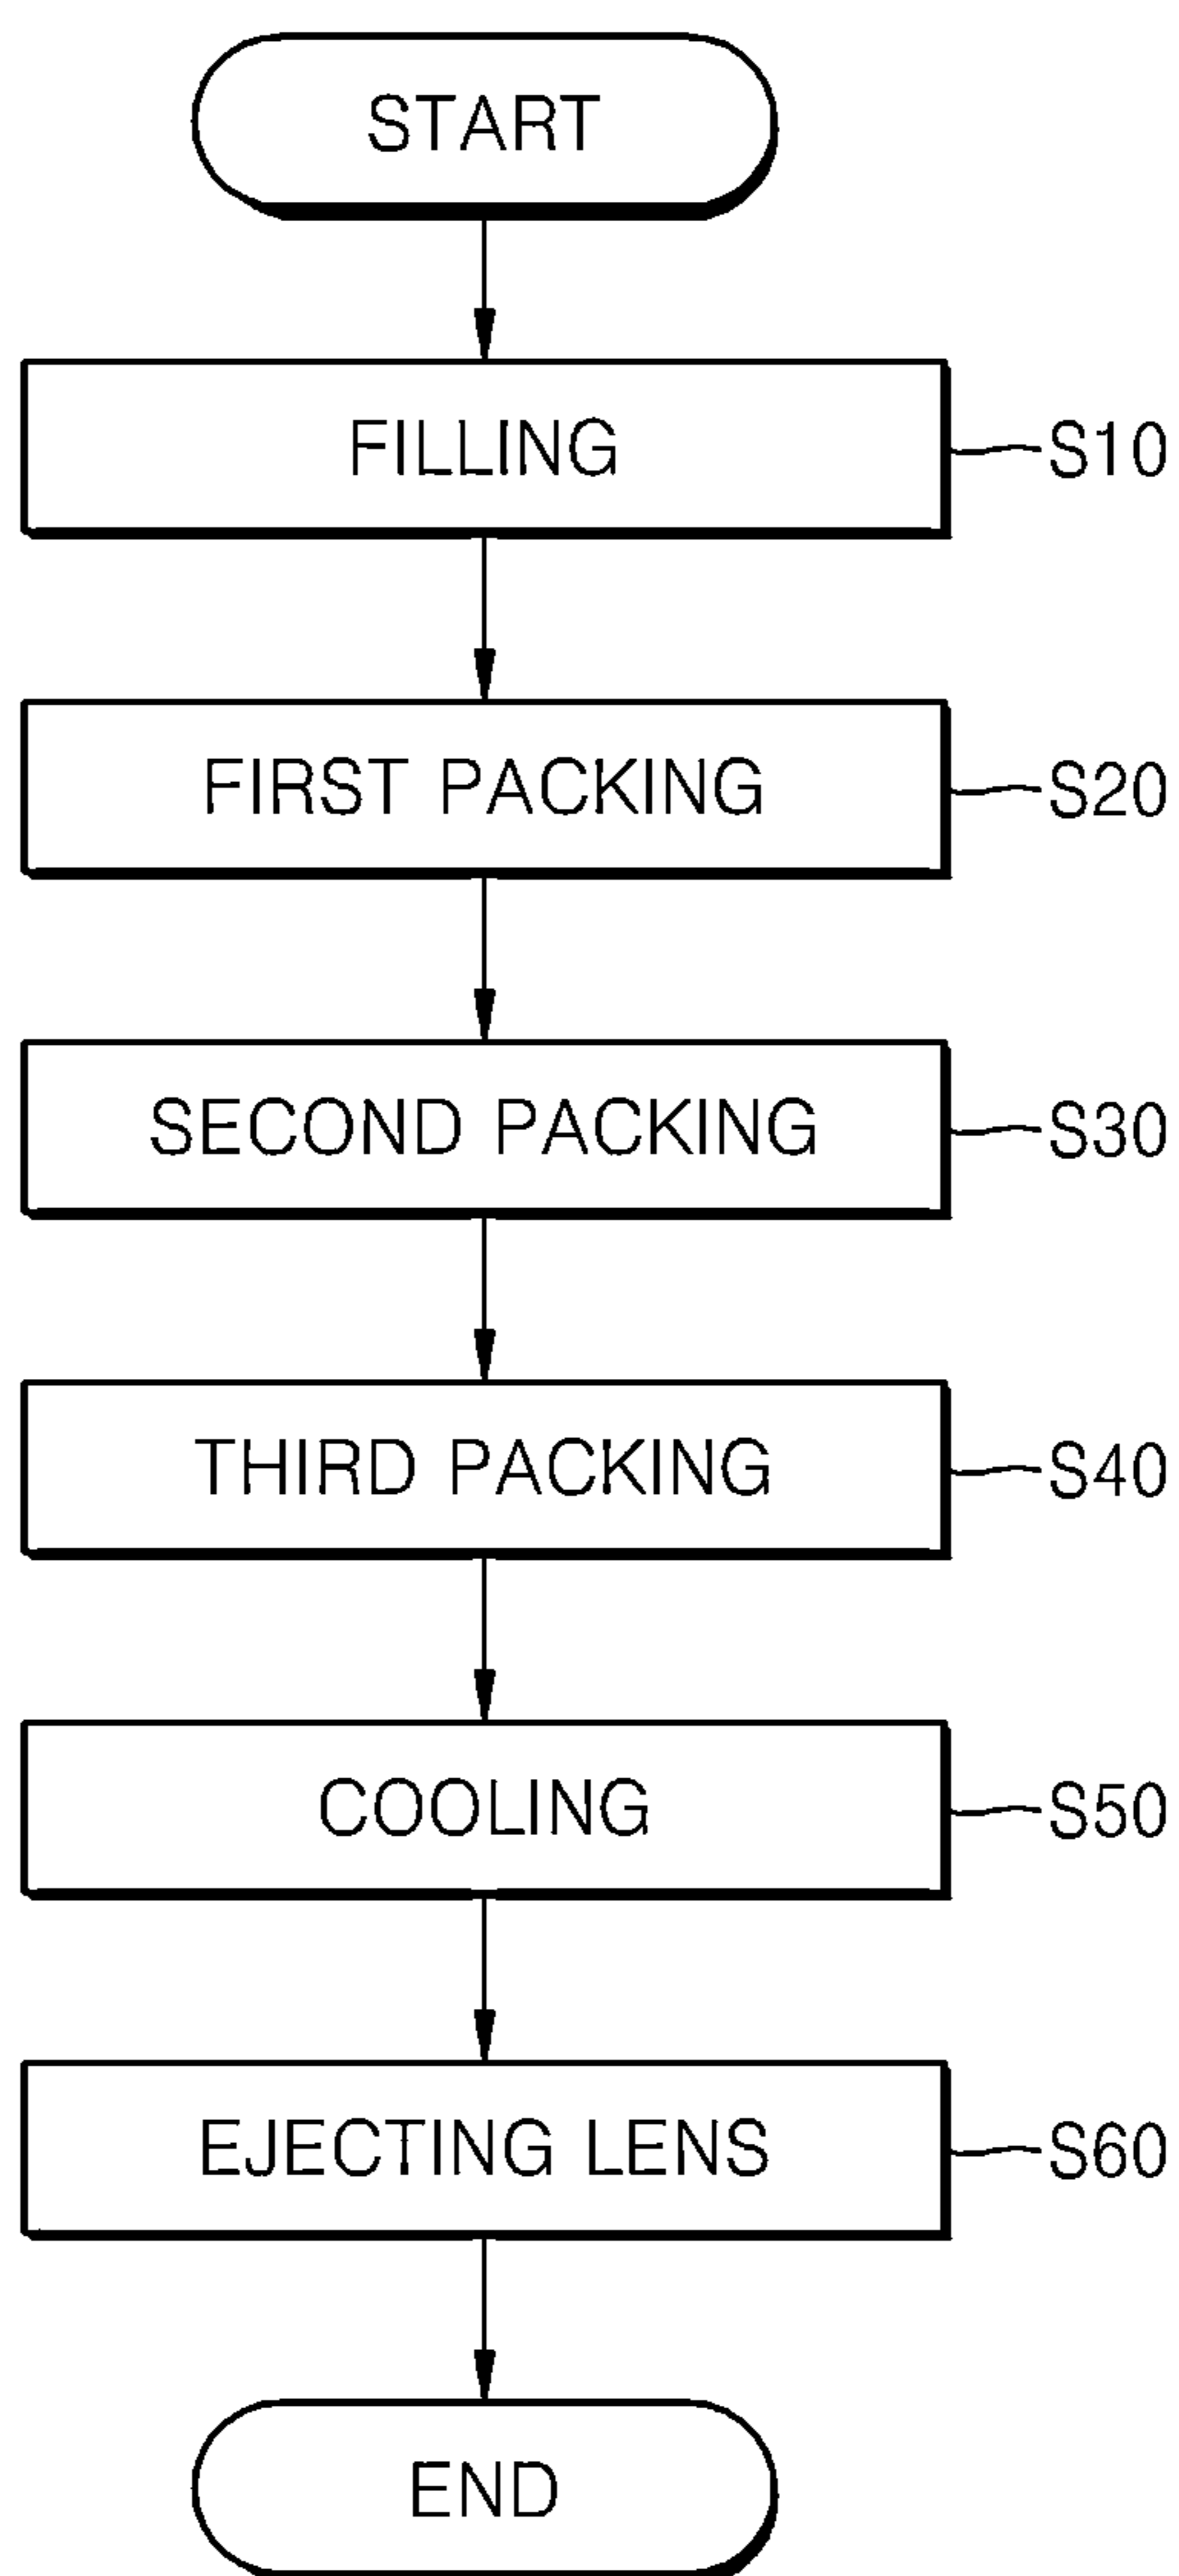 START
FILLING
S10
FIRST PACKING
S20
SECOND PACKING
S30
THIRD PACKING
S40
COOLING
S50
EJECTING LENS
S60
END